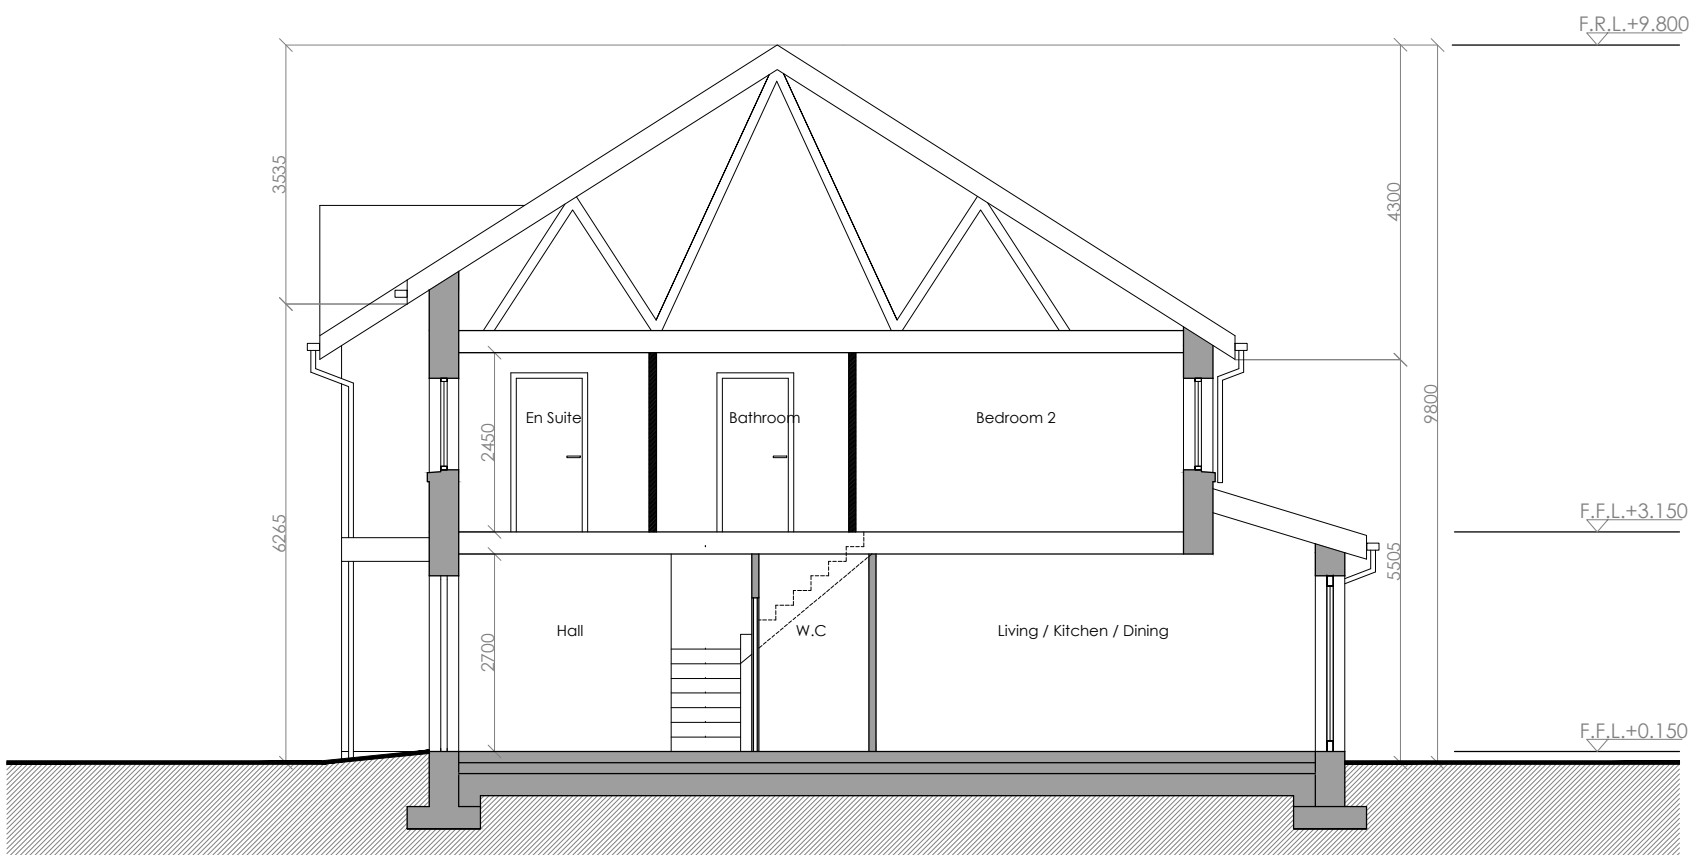 F.R.L.+9.800
3535
4300
9800
En Suite
Bathroom
Bedroom 2
2450
F.F.L.+3.150
6265
5505
Hall
W.C
Living / Kitchen / Dining
2700
F.F.L.+0.150